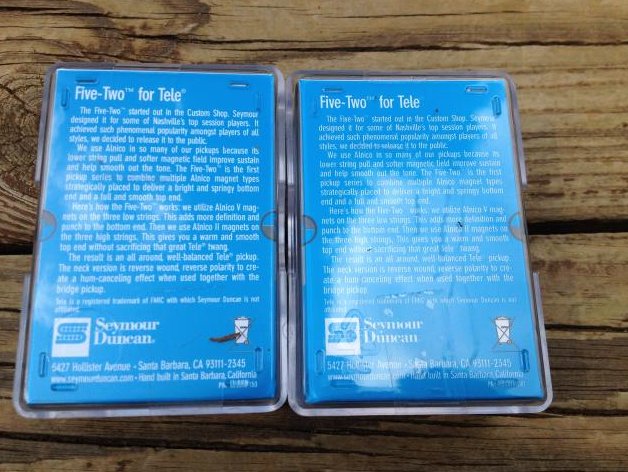 Five-Two™ for Tele®
The Five-Two™ started out in the Custom Shop. Seymour
designed it for some of Nashville's top session players. It
achieved such phenomenal popularity amongst players of all
styles, we decided to release it to the public.
We use Alnico in so many of our pickups because its
lower string pull and softer magnetic field improve sustain
and help smooth out the tone. The Five-Two™ is the first
pickup series to combine multiple Alnico magnet types
strategically placed to deliver a bright and springy bottom
end and a full and smooth top end.
Here's how the Five-Two™ works: we utilize Alnico V mag-
nets on the three low strings. This adds more definition and
punch to the bottom end. Then we use Alnico II magnets on
the three high strings. This gives you a warm and smooth
top end without sacrificing that great Tele® twang.
The result is an all around, well-balanced Tele® pickup.
The neck version is reverse wound, reverse polarity to cre-
ate a hum-canceling effect when used together with the
bridge pickup.
Tele is a registered trademark of FMIC with which Seymour Duncan is not
affiliated.
Seymour
Duncan®
5427 Hollister Avenue • Santa Barbara, CA 93111-2345
www.seymourduncan.com • Hand built in Santa Barbara, California
Five-Two™ for Tele
The Five-Two™ started out in the Custom Shop. Seymour
designed it for some of Nashville's top session players. It
achieved such phenomenal popularity amongst players of all
styles, we decided to release it to the public.
We use Alnico in so many of our pickups because its
lower string pull and softer magnetic field improve sustain
and help smooth out the tone. The Five-Two™ is the first
pickup series to combine multiple Alnico magnet types
strategically placed to deliver a bright and springy bottom
end and a full and smooth top end.
Here's how the Five-Two™ works: we utilize Alnico V mag-
nets on the three low strings. This adds more definition and
punch to the bottom end. Then we use Alnico II magnets on
the three high strings. This gives you a warm and smooth
top end without sacrificing that great Tele® twang.
The result is an all around, well-balanced Tele® pickup.
The neck version is reverse wound, reverse polarity to cre-
ate a hum-canceling effect when used together with the
bridge pickup.
Tele is a registered trademark of FMIC with which Seymour Duncan is not
affiliated.
Seymour
Duncan®
5427 Hollister Avenue • Santa Barbara, CA 93111-2345
www.seymourduncan.com • Hand built in Santa Barbara, California